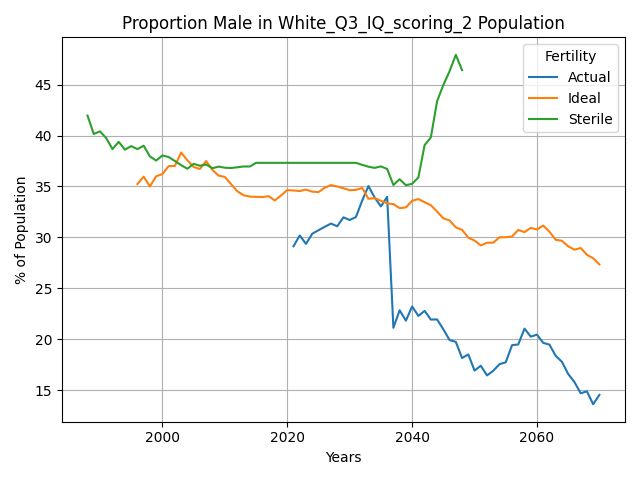 Proportion Male in White_Q3_IQ_scoring_2 Population
% of Population
45
40
35
30
25
20
15
2000
2020
2040
2060
Years
Fertility
Actual
Ideal
Sterile